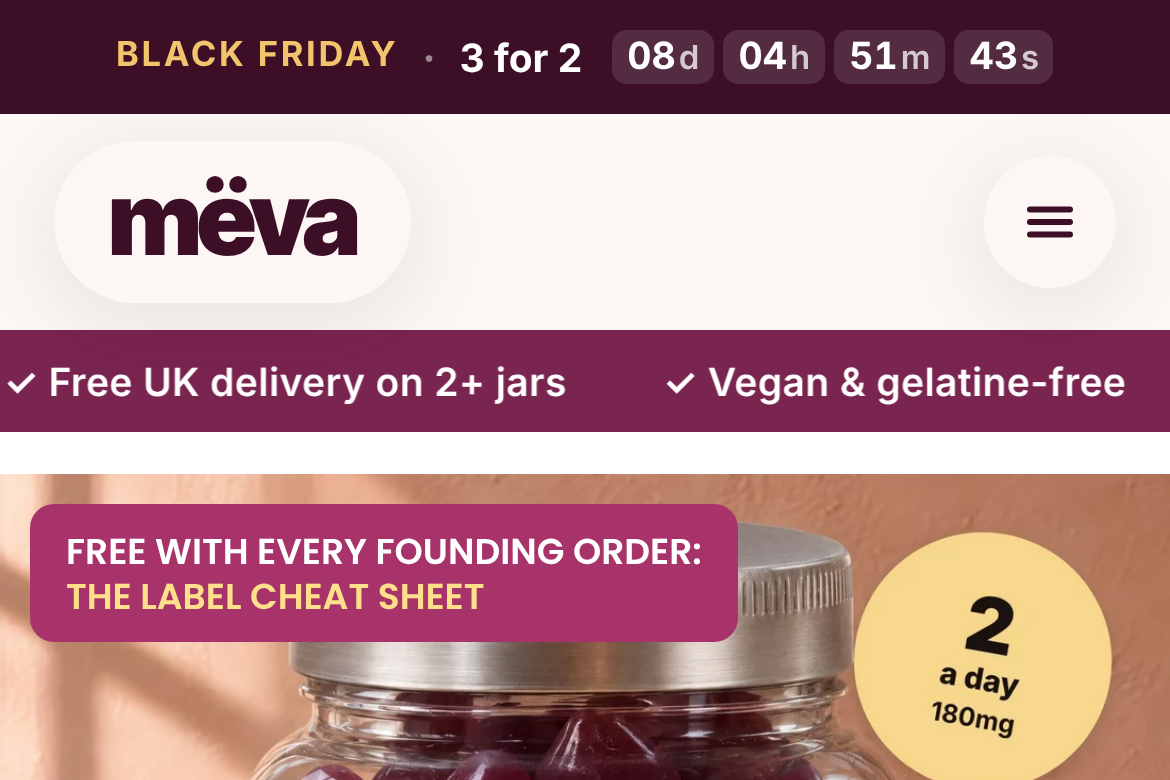 BLACK FRIDAY · 3 for 2 08d 04h 51m 43s
mëva
✓ Free UK delivery on 2+ jars ✓ Vegan & gelatine-free
FREE WITH EVERY FOUNDING ORDER:
THE LABEL CHEAT SHEET
2
a day
180mg